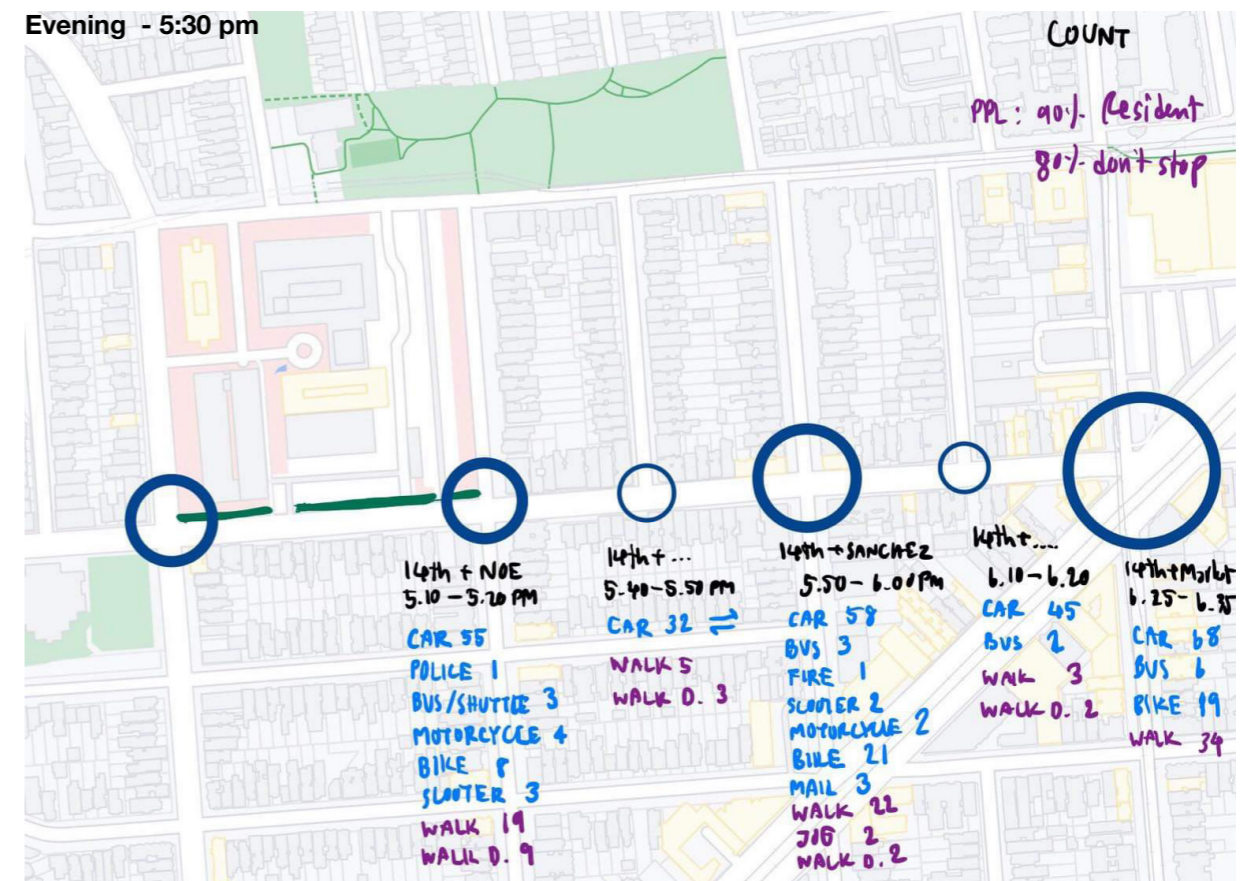 Evening - 5:30 pm
COUNT
PPL: 90% Resident
80% don't stop
14th + NOE
5.10 - 5.20 PM
CAR 55
POLICE 1
BUS/SHUTTLE 3
MOTORCYCLE 4
BIKE 8
SCOOTER 3
WALK 19
WALK D. 9
14th + ...
5.40 - 5.50 PM
CAR 32 ⇌
WALK 5
WALK D. 3
14th + SANCHEZ
5.50 - 6.00 Pm
CAR 58
BUS 3
FIRE 1
SCOOTER 2
MOTORCYCLE 2
BIKE 21
MAIL 3
WALK 22
JOG 2
WALK D. 2
14th + ....
6.10 - 6.20
CAR 45
BUS 2
WALK 3
WALK D. 2
14th + Market
6.25 - 6.35
CAR 68
BUS 6
BIKE 19
WALK 34